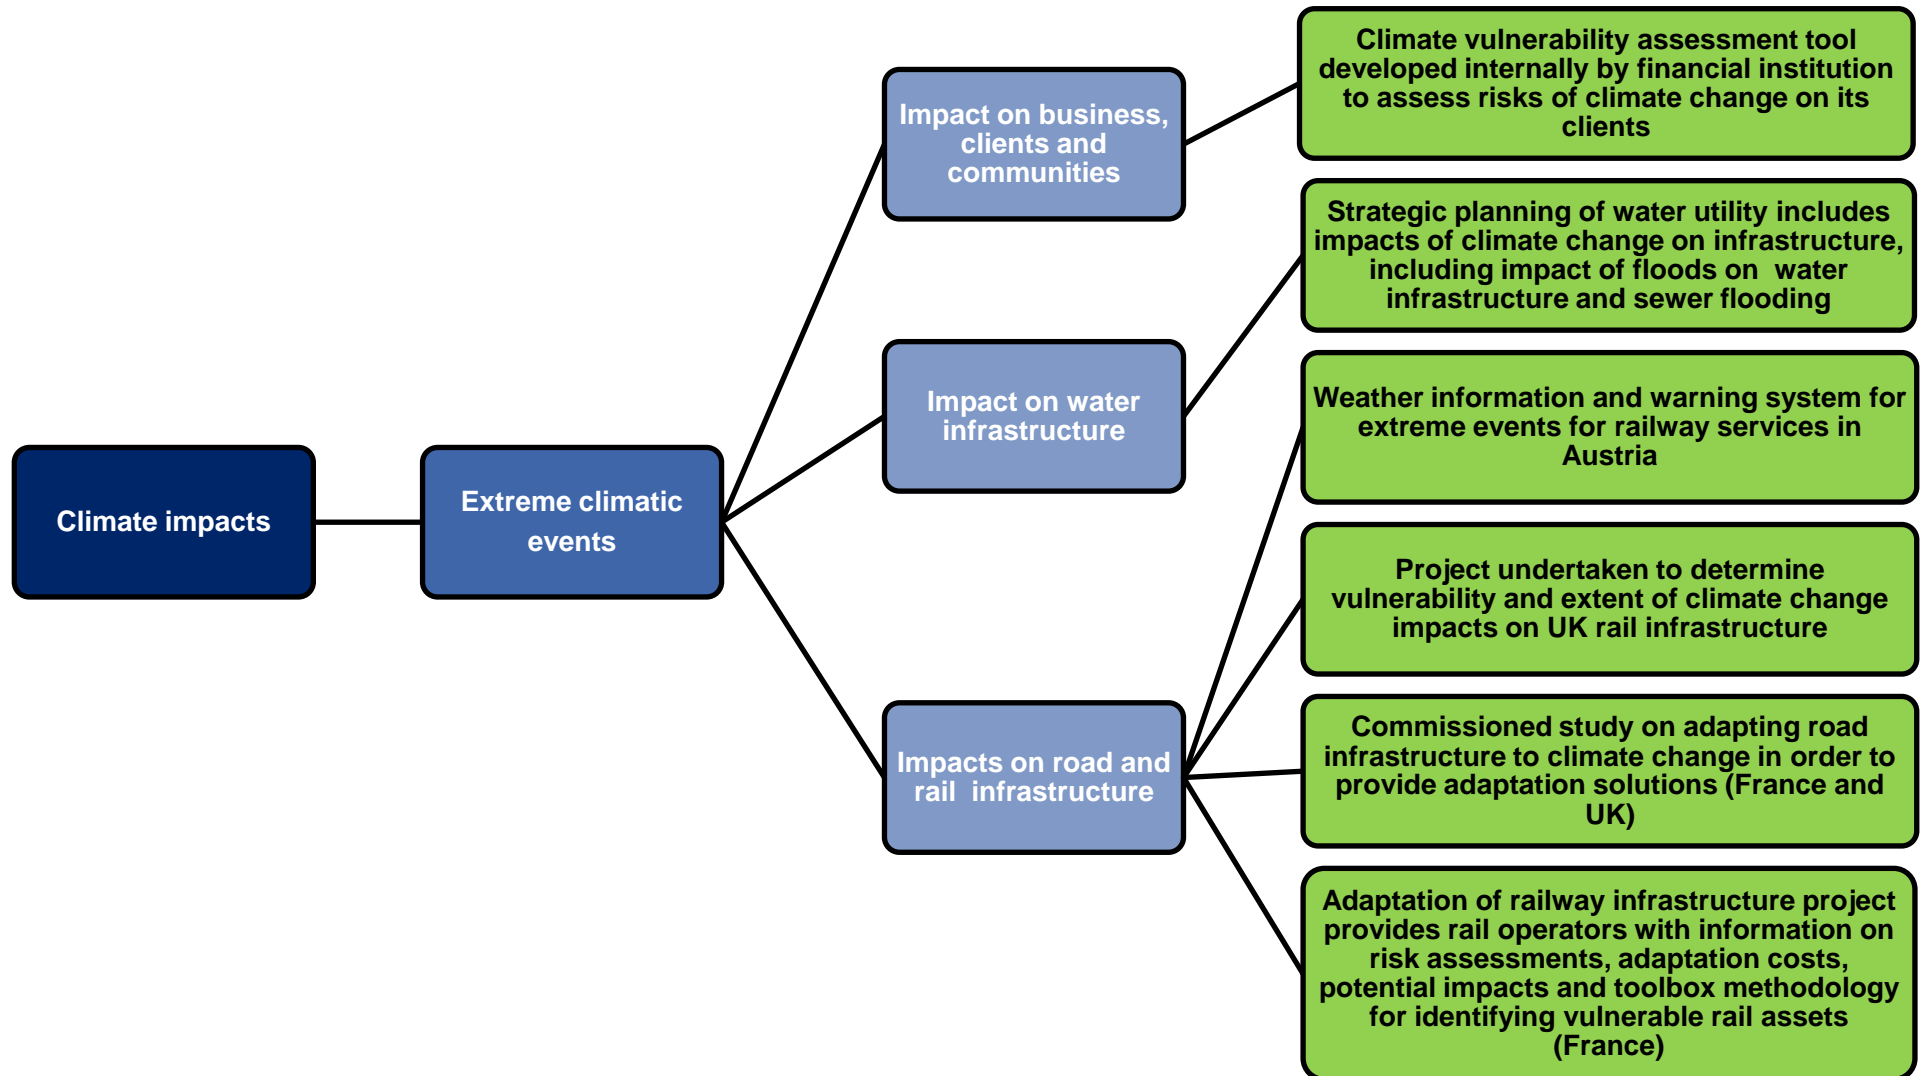 Climate impacts
Extreme climatic
events
Impact on business,
clients and
communities
Impact on water
infrastructure
Impacts on road and
rail  infrastructure
Climate vulnerability assessment tool
developed internally by financial institution
to assess risks of climate change on its
clients
Strategic planning of water utility includes
impacts of climate change on infrastructure,
including impact of floods on  water
infrastructure and sewer flooding
Weather information and warning system for
extreme events for railway services in
Austria
Project undertaken to determine
vulnerability and extent of climate change
impacts on UK rail infrastructure
Commissioned study on adapting road
infrastructure to climate change in order to
provide adaptation solutions (France and
UK)
Adaptation of railway infrastructure project
provides rail operators with information on
risk assessments, adaptation costs,
potential impacts and toolbox methodology
for identifying vulnerable rail assets
(France)